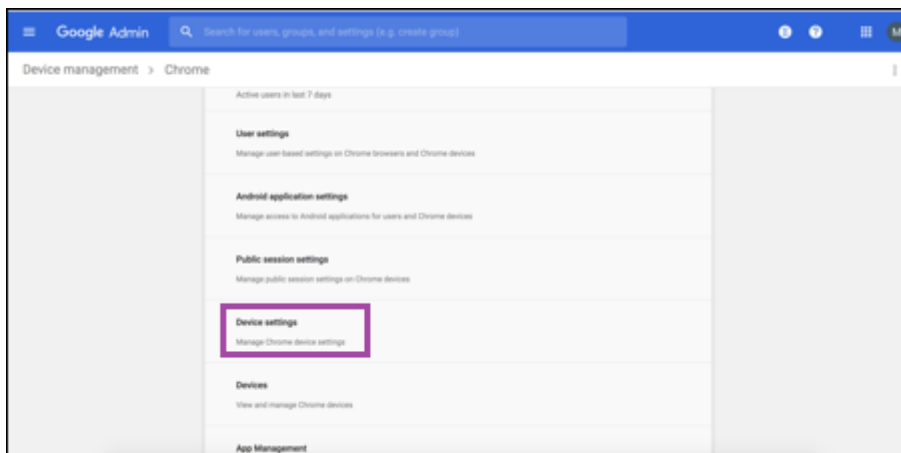 Google Admin
Search for users, groups, and settings (e.g. create group)
M
Device management > Chrome
Active users in last 7 days
User settings
Manage user-based settings on Chrome browsers and Chrome devices
Android application settings
Manage access to Android applications for users and Chrome devices
Public session settings
Manage public session settings on Chrome devices
Device settings
Manage Chrome device settings
Devices
View and manage Chrome devices
App Management